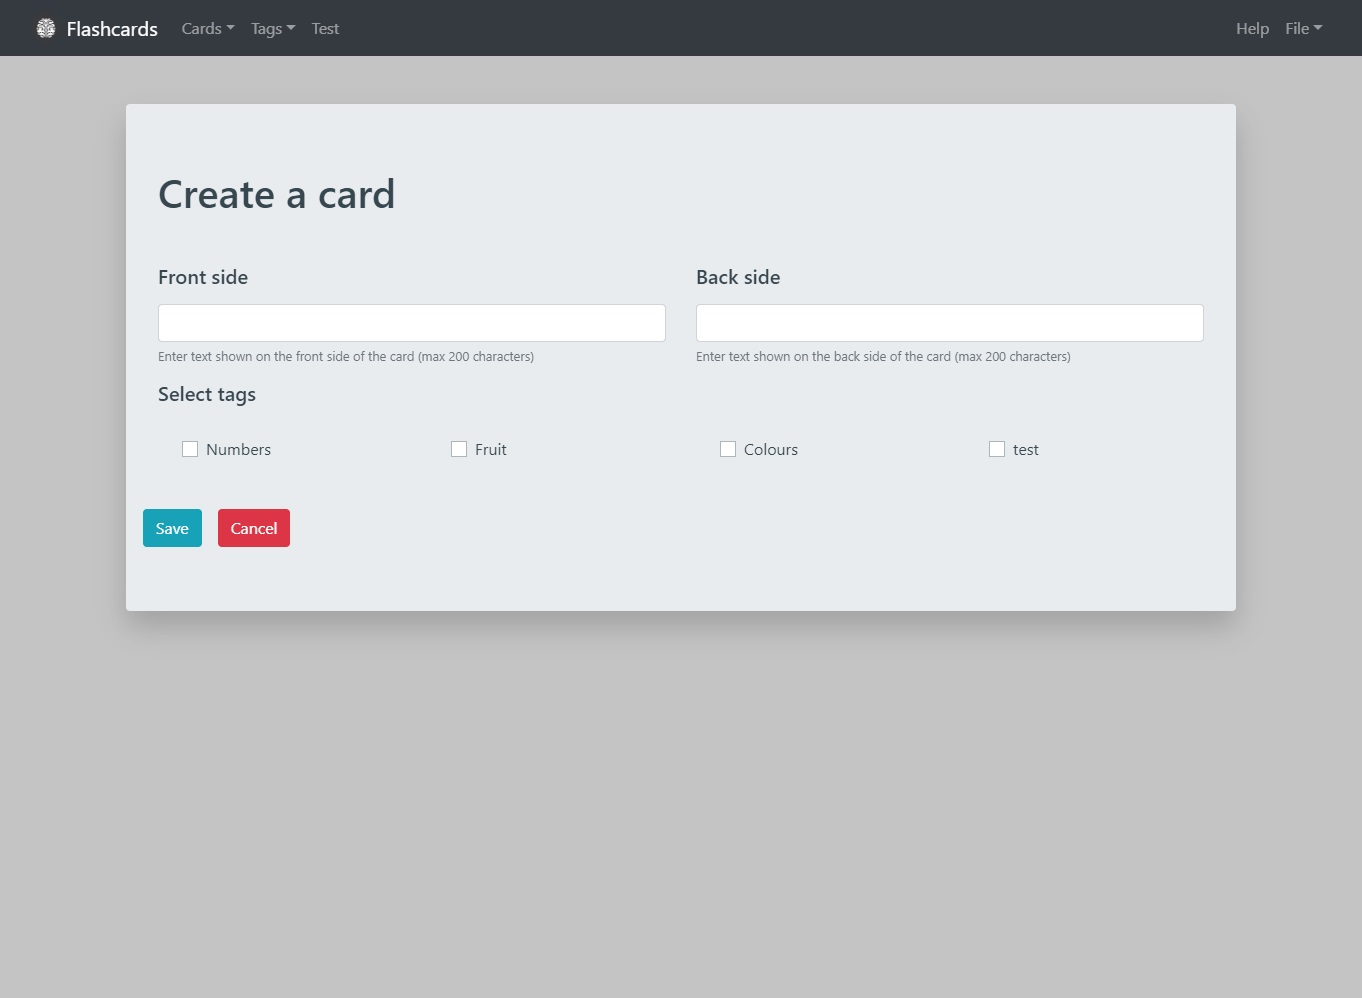 Flashcards Cards Tags Test Help File
Create a card
Front side Back side
Enter text shown on the front side of the card (max 200 characters) Enter text shown on the back side of the card (max 200 characters)
Select tags
Numbers Fruit Colours test
Save Cancel